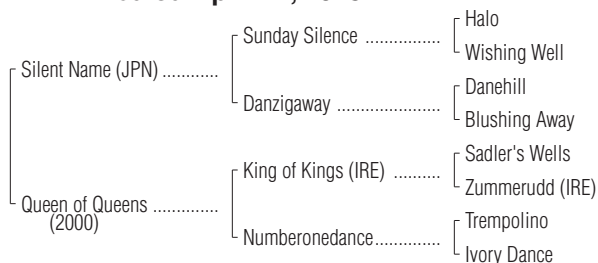 Halo
Sunday Silence ................
Wishing Well
Silent Name (JPN) ............
Danehill
Danzigaway ......................
Blushing Away
Sadler's Wells
King of Kings (IRE) ..........
Zummerudd (IRE)
Queen of Queens ..............
(2000)
Trempolino
Numberonedance..............
Ivory Dance